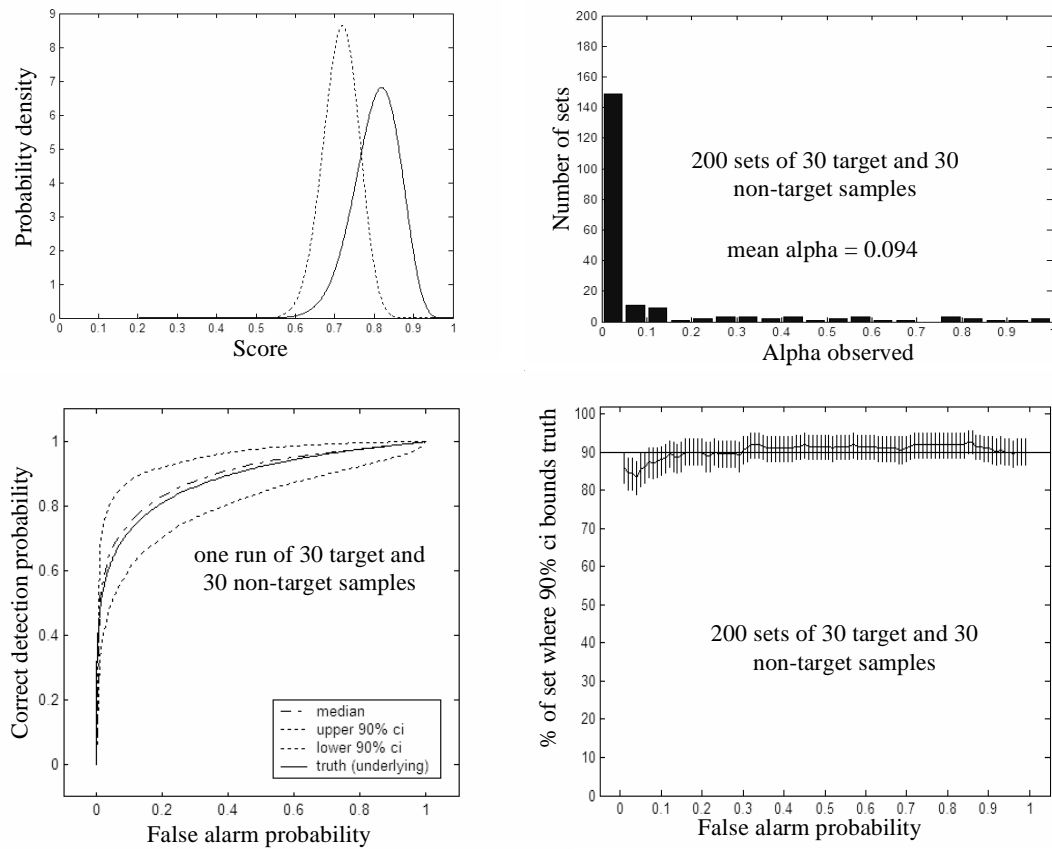 9
8
7
6
5
4
3
2
1
0
Probability density
0 0.1 0.2 0.3 0.4 0.5 0.6 0.7 0.8 0.9 1
Score
200
180
160
140
120
100
80
60
40
20
0
Number of sets
200 sets of 30 target and 30
non-target samples
mean alpha = 0.094
0 0.1 0.2 0.3 0.4 0.5 0.6 0.7 0.8 0.9 1
Alpha observed
1
0.8
0.6
0.4
0.2
0
Correct detection probability
one run of 30 target and
30 non-target samples
median
upper 90% ci
lower 90% ci
truth (underlying)
0 0.2 0.4 0.6 0.8 1
False alarm probability
100
90
80
70
60
50
40
30
20
10
0
% of set where 90% ci bounds truth
200 sets of 30 target and 30
non-target samples
0 0.1 0.2 0.3 0.4 0.5 0.6 0.7 0.8 0.9 1
False alarm probability